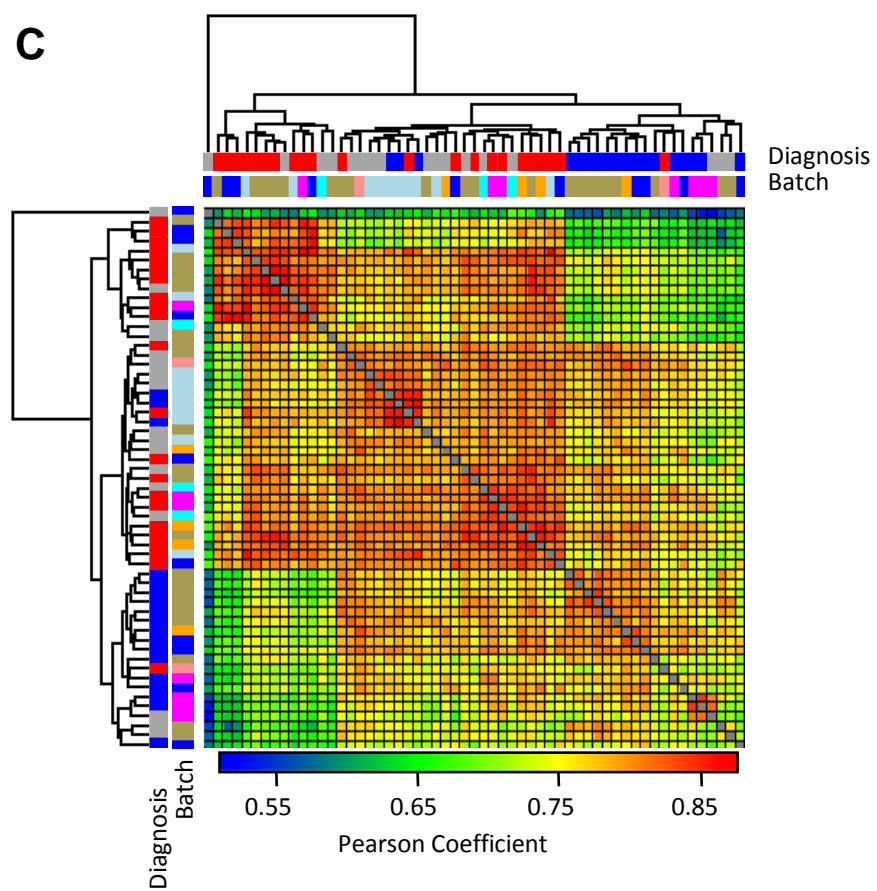 C
Diagnosis
Batch
Diagnosis
Batch
0.55
0.65
0.75
0.85
Pearson Coefficient